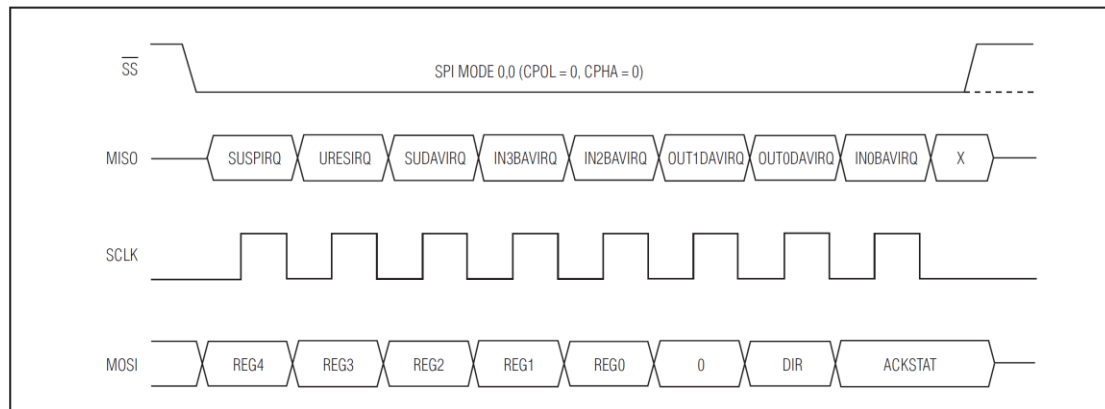 SS
SPI MODE 0,0 (CPOL = 0, CPHA = 0)
MISO SUSPIRQ URESIRQ SUDAVIRQ IN3BAVIRQ IN2BAVIRQ OUT1DAVIRQ OUT0DAVIRQ IN0BAVIRQ X
SCLK
MOSI REG4 REG3 REG2 REG1 REG0 0 DIR ACKSTAT